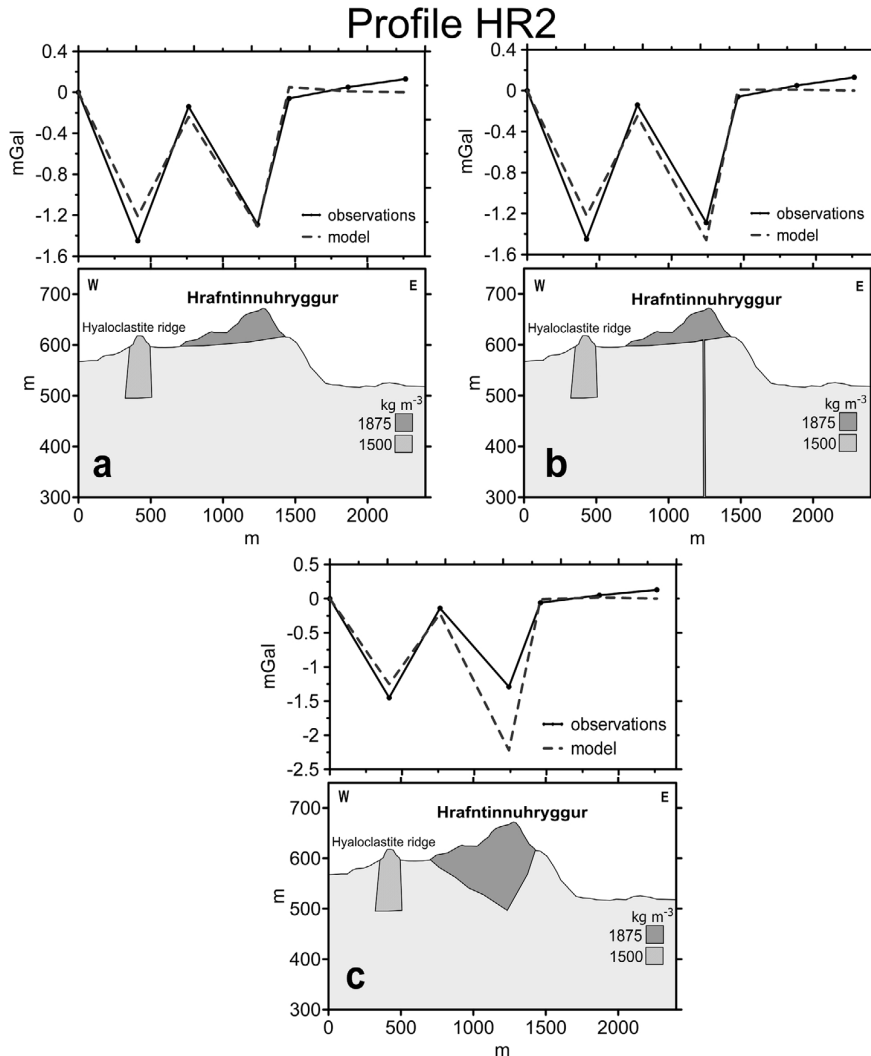 Profile HR2
0.4
0
-0.4
-0.8
-1.2
-1.6
mGal
observations
model
W
E
Hrafntinnuhryggur
Hyaloclastite ridge
700
600
500
400
300
m
kg m-3
1875
1500
a
0
500
1000
1500
2000
m
0.4
0
-0.4
-0.8
-1.2
-1.6
mGal
observations
model
W
E
Hrafntinnuhryggur
Hyaloclastite ridge
700
600
500
400
300
m
kg m-3
1875
1500
b
0
500
1000
1500
2000
m
0.5
0
-0.5
-1
-1.5
-2
-2.5
mGal
observations
model
W
E
Hrafntinnuhryggur
Hyaloclastite ridge
700
600
500
400
300
m
kg m-3
1875
1500
c
0
500
1000
1500
2000
m